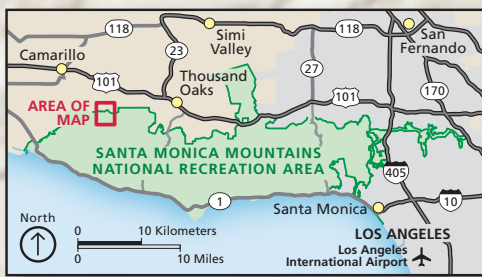 118
Simi
Valley
118
San
Fernando
Camarillo
23
27
101
Thousand
Oaks
101
170
AREA OF
MAP
SANTA MONICA MOUNTAINS
NATIONAL RECREATION AREA
405
1
Santa Monica
10
North
0 10 Kilometers
0 10 Miles
LOS ANGELES
Los Angeles
International Airport